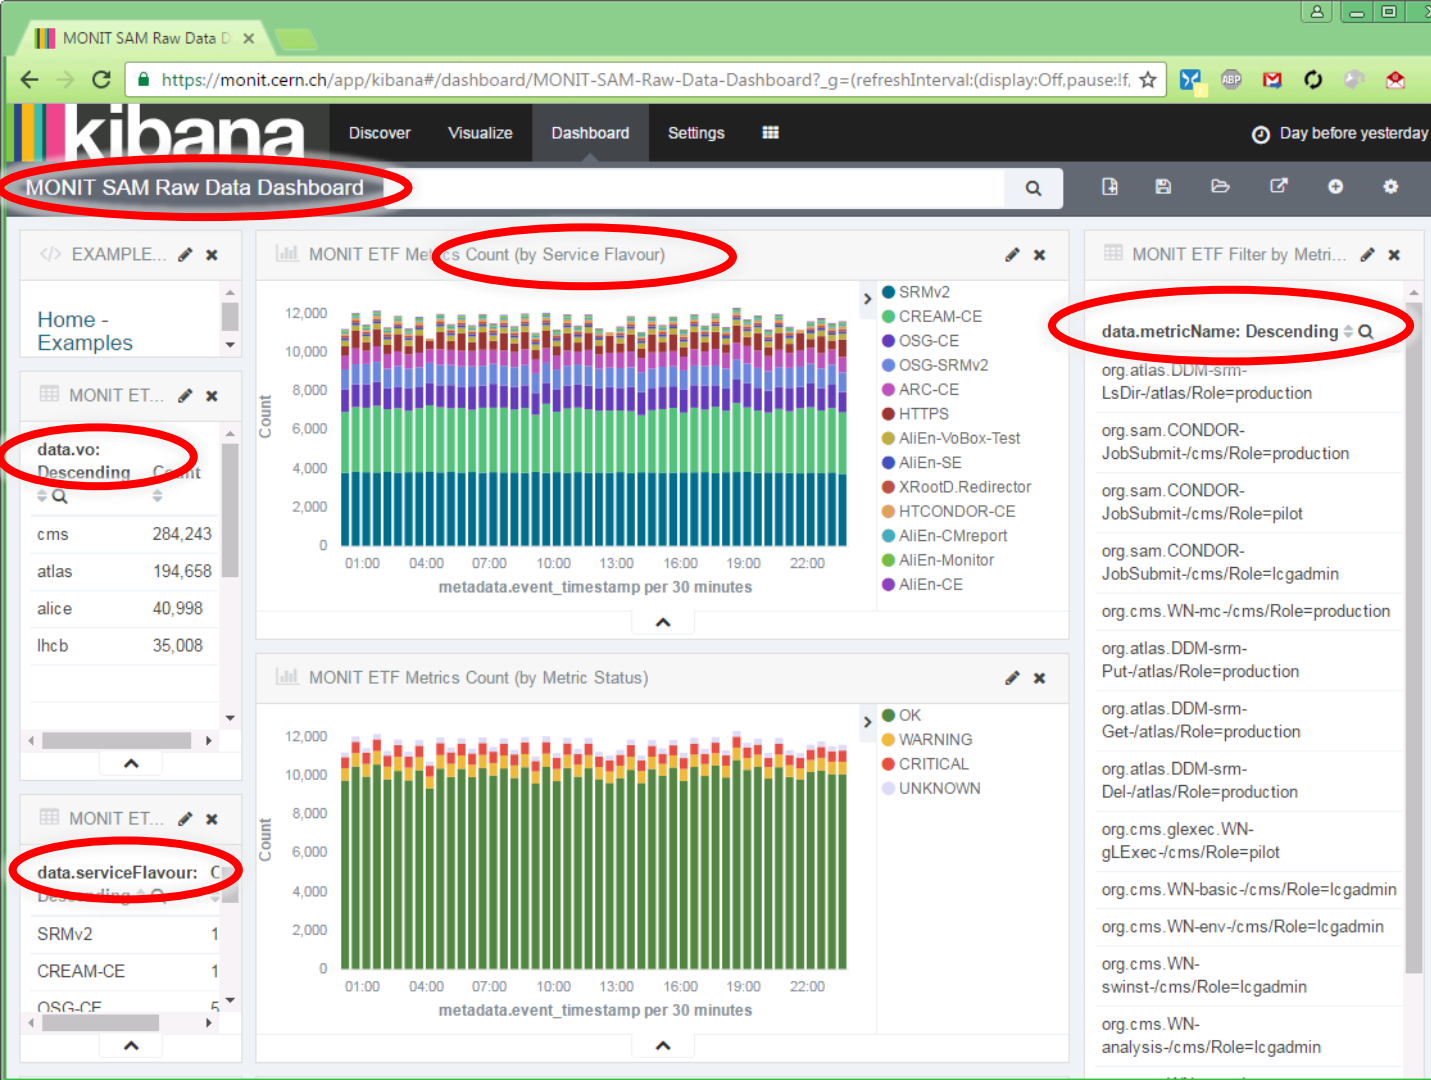 MONIT SAM Raw Data D
https://monit.cern.ch/app/kibana#/dashboard/MONIT-SAM-Raw-Data-Dashboard?_g=(refreshInterval:(display:Off,pause:!f,
ABP
kibana
Discover
Visualize
Dashboard
Settings
Day before yesterday
MONIT SAM Raw Data Dashboard
EXAMPLE...
Home -
Examples
MONIT ET...
data.vo:
Descending
Count
cms 284,243
atlas 194,658
alice 40,998
lhcb 35,008
MONIT ET...
data.serviceFlavour: C
Descending
SRMv2 1
CREAM-CE 1
OSG-CE 5
MONIT ETF Metrics Count (by Service Flavour)
12,000
10,000
8,000
6,000
4,000
2,000
0
Count
01:00 04:00 07:00 10:00 13:00 16:00 19:00 22:00
metadata.event_timestamp per 30 minutes
SRMv2
CREAM-CE
OSG-CE
OSG-SRMv2
ARC-CE
HTTPS
AliEn-VoBox-Test
AliEn-SE
XRootD.Redirector
HTCONDOR-CE
AliEn-CMreport
AliEn-Monitor
AliEn-CE
MONIT ETF Metrics Count (by Metric Status)
12,000
10,000
8,000
6,000
4,000
2,000
0
Count
01:00 04:00 07:00 10:00 13:00 16:00 19:00 22:00
metadata.event_timestamp per 30 minutes
OK
WARNING
CRITICAL
UNKNOWN
MONIT ETF Filter by Metri...
data.metricName: Descending
org.atlas.DDM-srm-
LsDir-/atlas/Role=production
org.sam.CONDOR-
JobSubmit-/cms/Role=production
org.sam.CONDOR-
JobSubmit-/cms/Role=pilot
org.sam.CONDOR-
JobSubmit-/cms/Role=lcgadmin
org.cms.WN-mc-/cms/Role=production
org.atlas.DDM-srm-
Put-/atlas/Role=production
org.atlas.DDM-srm-
Get-/atlas/Role=production
org.atlas.DDM-srm-
Del-/atlas/Role=production
org.cms.glexec.WN-
gLExec-/cms/Role=pilot
org.cms.WN-basic-/cms/Role=lcgadmin
org.cms.WN-env-/cms/Role=lcgadmin
org.cms.WN-
swinst-/cms/Role=lcgadmin
org.cms.WN-
analysis-/cms/Role=lcgadmin